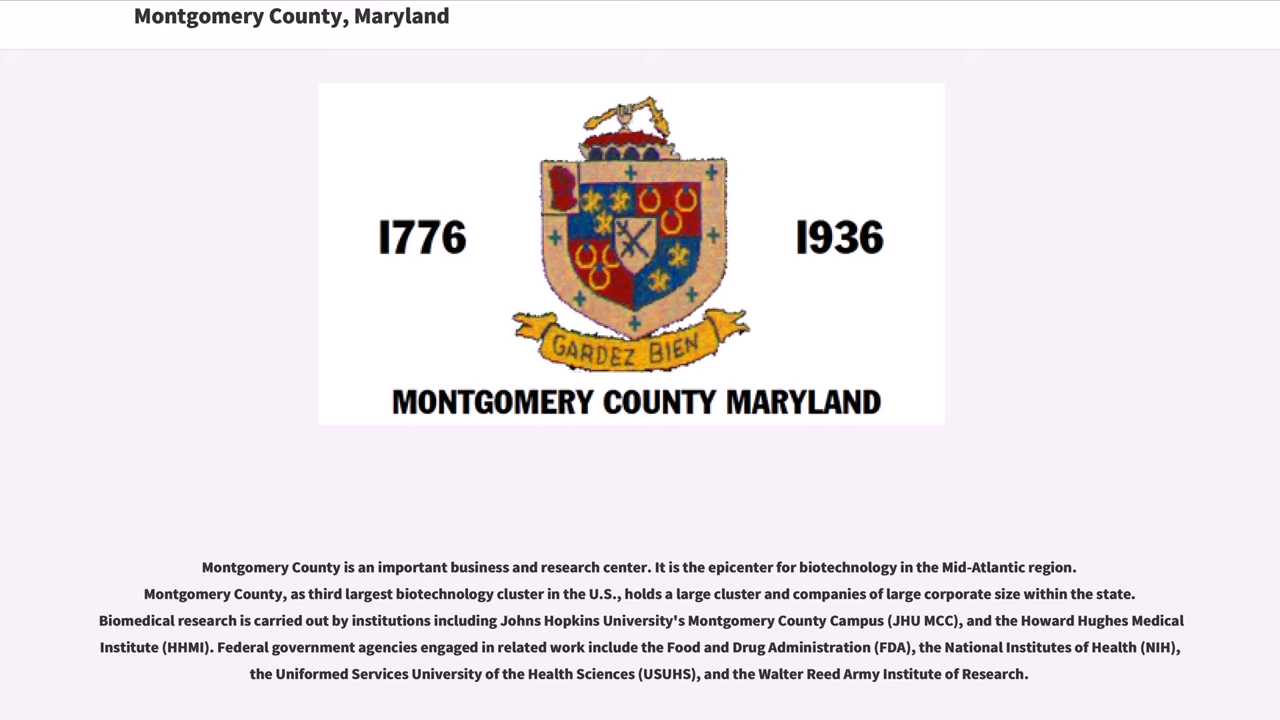 Montgomery County, Maryland
1776
1936
GARDEZ BIEN
MONTGOMERY COUNTY MARYLAND
Montgomery County is an important business and research center. It is the epicenter for biotechnology in the Mid-Atlantic region.
Montgomery County, as third largest biotechnology cluster in the U.S., holds a large cluster and companies of large corporate size within the state.
Biomedical research is carried out by institutions including Johns Hopkins University's Montgomery County Campus (JHU MCC), and the Howard Hughes Medical
Institute (HHMI). Federal government agencies engaged in related work include the Food and Drug Administration (FDA), the National Institutes of Health (NIH),
the Uniformed Services University of the Health Sciences (USUHS), and the Walter Reed Army Institute of Research.